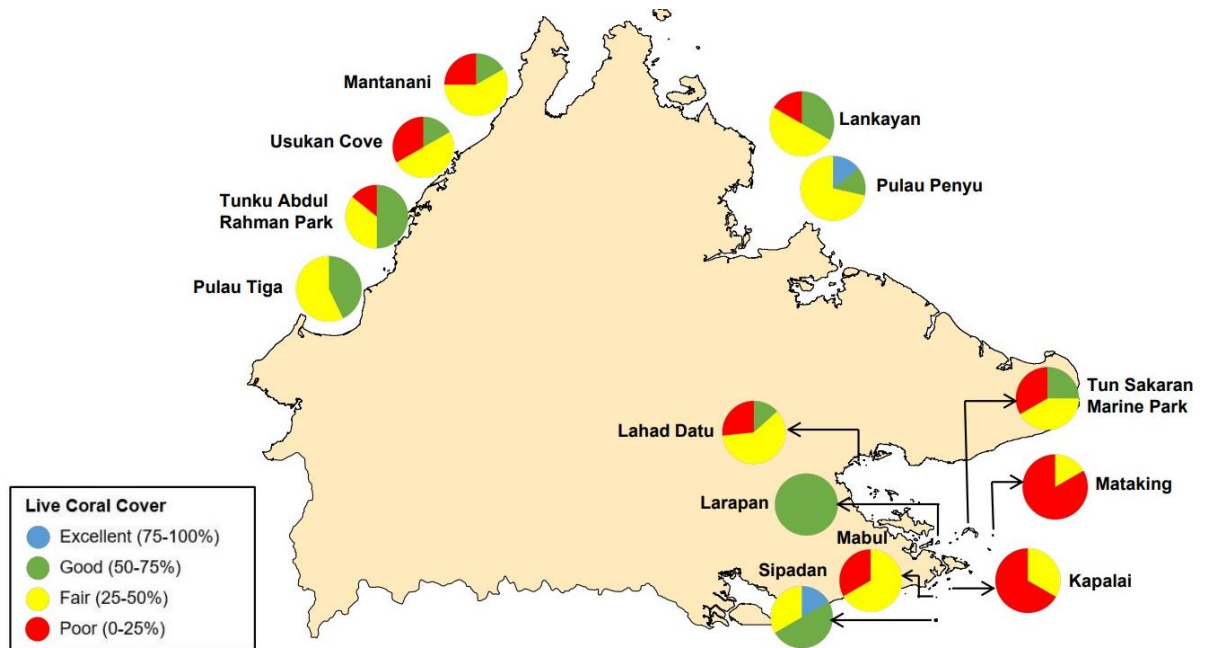 Mantanani
Usukan Cove
Tunku Abdul
Rahman Park
Pulau Tiga
Lankayan
Pulau Penyu
Tun Sakaran
Marine Park
Lahad Datu
Mataking
Larapan
Mabul
Sipadan
Kapalai
Live Coral Cover
Excellent (75-100%)
Good (50-75%)
Fair (25-50%)
Poor (0-25%)